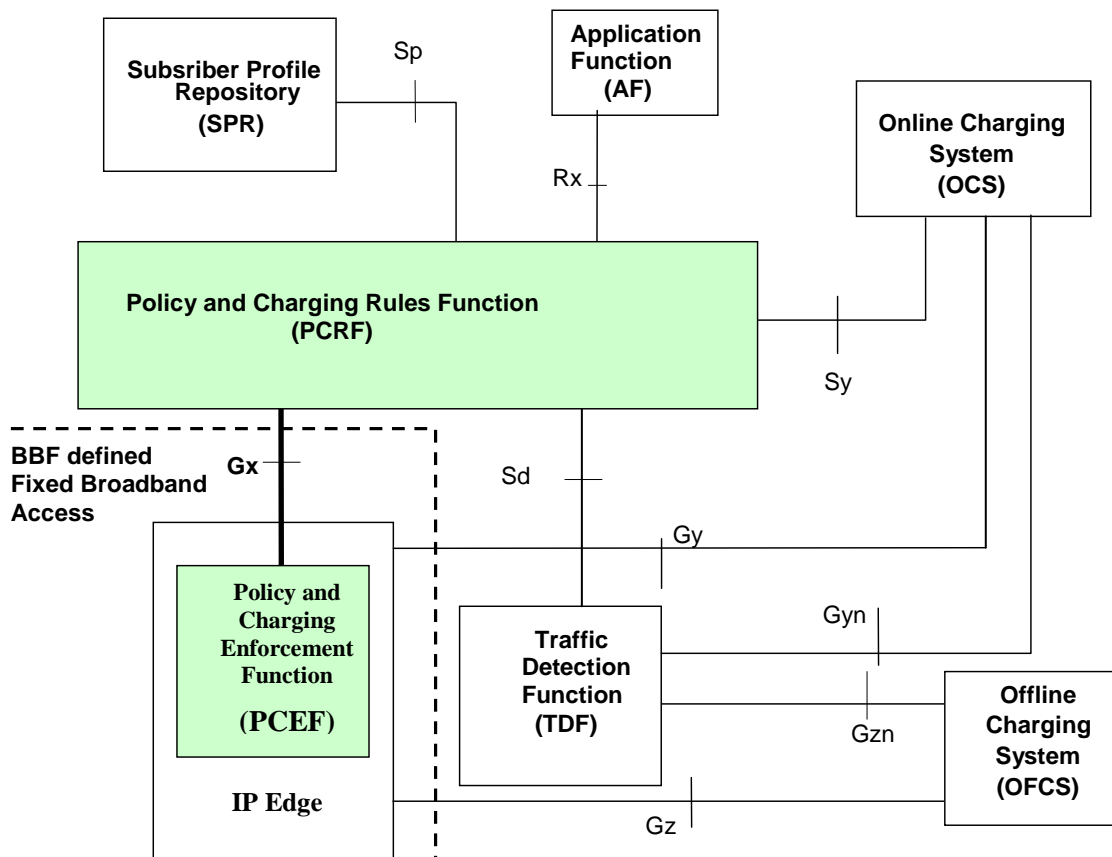 Subsriber Profile
Repository
(SPR)
Sp
Application
Function
(AF)
Rx
Online Charging
System
(OCS)
Policy and Charging Rules Function
(PCRF)
Sy
BBF defined
Fixed Broadband
Access
Gx
Sd
Gy
Policy and
Charging
Enforcement
Function
(PCEF)
IP Edge
Traffic
Detection
Function
(TDF)
Gyn
Gzn
Gz
Offline
Charging
System
(OFCS)